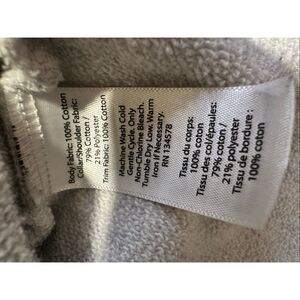 Body Fabric: 100% Cotton
Collar/Shoulder Fabric:
79% Cotton /
21% Polyester
Trim Fabric: 100% Cotton
Machine Wash Cold
Gentle Cycle. Only
Non-Chlorine Bleach.
Tumble Dry Low. Warm
Iron If Necessary.
RN 134578
Tissu du corps:
100% coton
Tissu des col/épaules:
79% coton /
21% polyester
Tissu de bordure :
100% coton